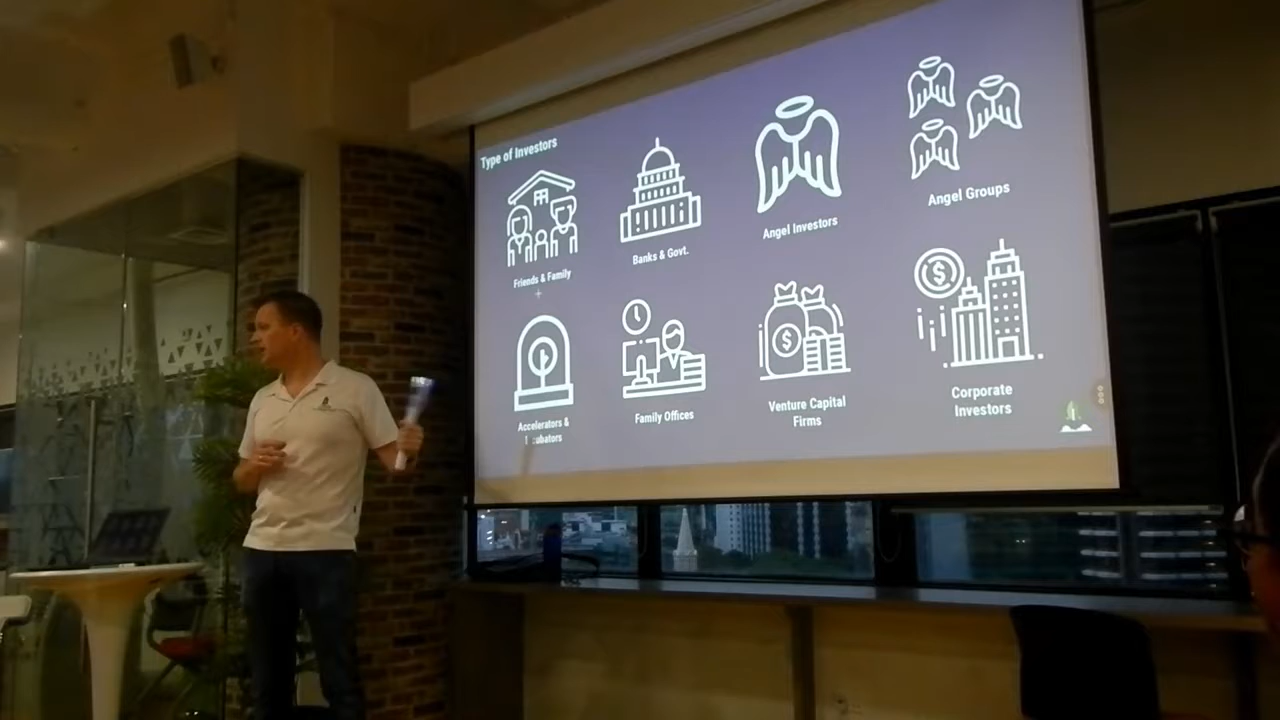 Type of Investors
Friends & Family
Banks & Govt.
Angel Investors
Angel Groups
Accelerators &
Family Offices
Venture Capital
Firms
Corporate
Investors